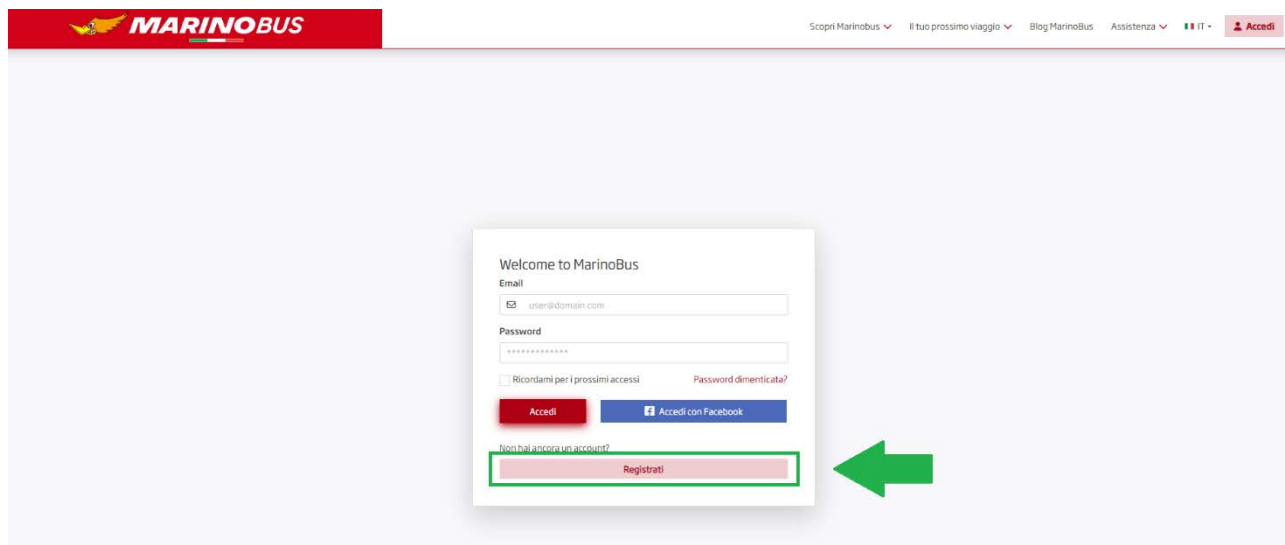 MARINOBUS
Scopri Marinobus Il tuo prossimo viaggio Blog MarinoBus Assistenza IT Accedi
Welcome to MarinoBus
Email
user@domain.com
Password
*************
Ricordami per i prossimi accessi Password dimenticata?
Accedi Accedi con Facebook
Non hai ancora un account?
Registrati